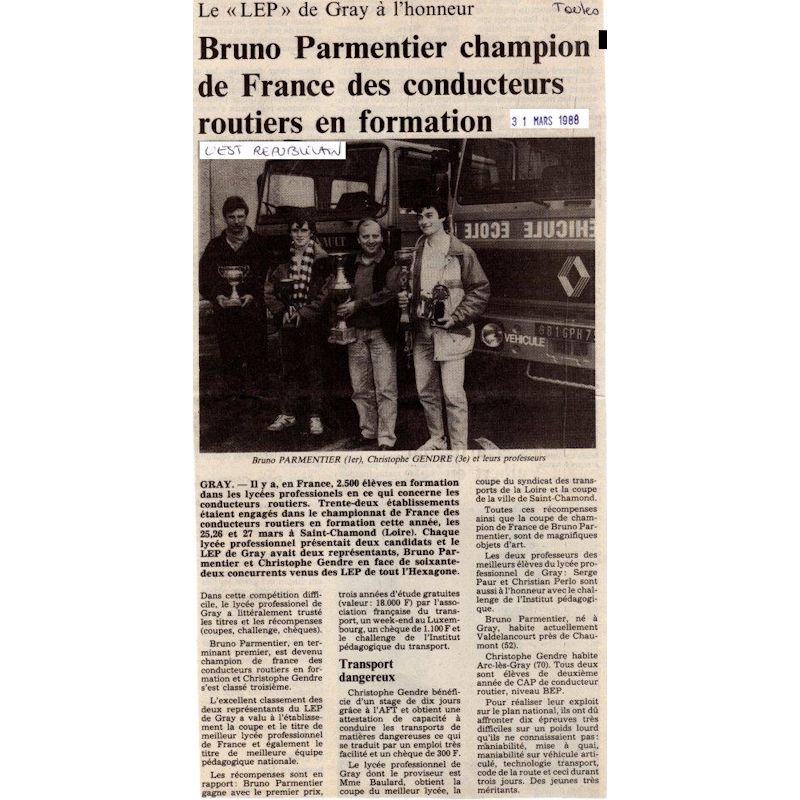 Le «LEP» de Gray à l'honneur
Toules
Bruno Parmentier champion
de France des conducteurs
routiers en formation
31 MARS 1988
L'EST REPUBLICAIN
RENAULT
VEHICULE ECOLE
VEHICULE
Bruno PARMENTIER (1er), Christophe GENDRE (3e) et leurs professeurs
GRAY. — Il y a, en France, 2.500 élèves en formation
dans les lycées professionels en ce qui concerne les
conducteurs routiers. Trente-deux établissements
étaient engagés dans le championnat de France des
conducteurs routiers en formation cette année, les
25,26 et 27 mars à Saint-Chamond (Loire). Chaque
lycée professionnel présentait deux candidats et le
LEP de Gray avait deux représentants, Bruno Par-
mentier et Christophe Gendre en face de soixante-
deux concurrents venus des LEP de tout l'Hexagone.
Dans cette compétition diffi-
cile, le lycée professionel de
Gray a littéralement trusté
les titres et les récompenses
(coupes, challenge, chèques).
Bruno Parmentier, en ter-
minant premier, est devenu
champion de france des
conducteurs routiers en for-
mation et Christophe Gendre
s'est classé troisième.
L'excellent classement des
deux représentants du LEP
de Gray a valu à l'établisse-
ment la coupe et le titre de
meilleur lycée professionnel
de France et également le
titre de meilleure équipe
pédagogique nationale.
Les récompenses sont en
rapport : Bruno Parmentier
gagne avec le premier prix,
trois années d'étude gratuites
(valeur : 18.000 F) par l'asso-
ciation française du trans-
port, un week-end au Luxem-
bourg, un chèque de 1.100 F et
le challenge de l'Institut
pédagogique du transport.
Transport
dangereux
Christophe Gendre bénéfi-
cie d'un stage de dix jours
grâce à l'AFT et obtient une
attestation de capacité à
conduire les transports de
matières dangereuses ce qui
se traduit par un emploi très
facilité et un chèque de 300 F.
Le lycée professionnel de
Gray dont le proviseur est
Mme Baulard, obtient la
coupe du meilleur lycée, la
coupe du syndicat des trans-
ports de la Loire et la coupe
de la ville de Saint-Chamond.
Toutes ces récompenses
ainsi que la coupe de cham-
pion de France de Bruno Par-
mentier, sont de magnifiques
objets d'art.
Les deux professeurs des
meilleurs élèves du lycée pro-
fessionnel de Gray : Serge
Paur et Christian Perlo sont
aussi à l'honneur avec le chal-
lenge de l'Institut pédagogi-
que.
Bruno Parmentier, né à
Gray, habite actuellement
Valdelancourt près de Chau-
mont (52).
Christophe Gendre habite
Arc-lès-Gray (70). Tous deux
sont élèves de deuxième
année de CAP de conducteur
routier, niveau BEP.
Pour réaliser leur exploit
sur le plan national, ils ont dû
affronter dix épreuves très
difficiles sur un poids lourd
qu'ils ne connaissaient pas :
maniabilité, mise à quai,
maniabilité sur véhicule arti-
culé, technologie transport,
code de la route et ceci durant
trois jours. Des jeunes très
méritants.